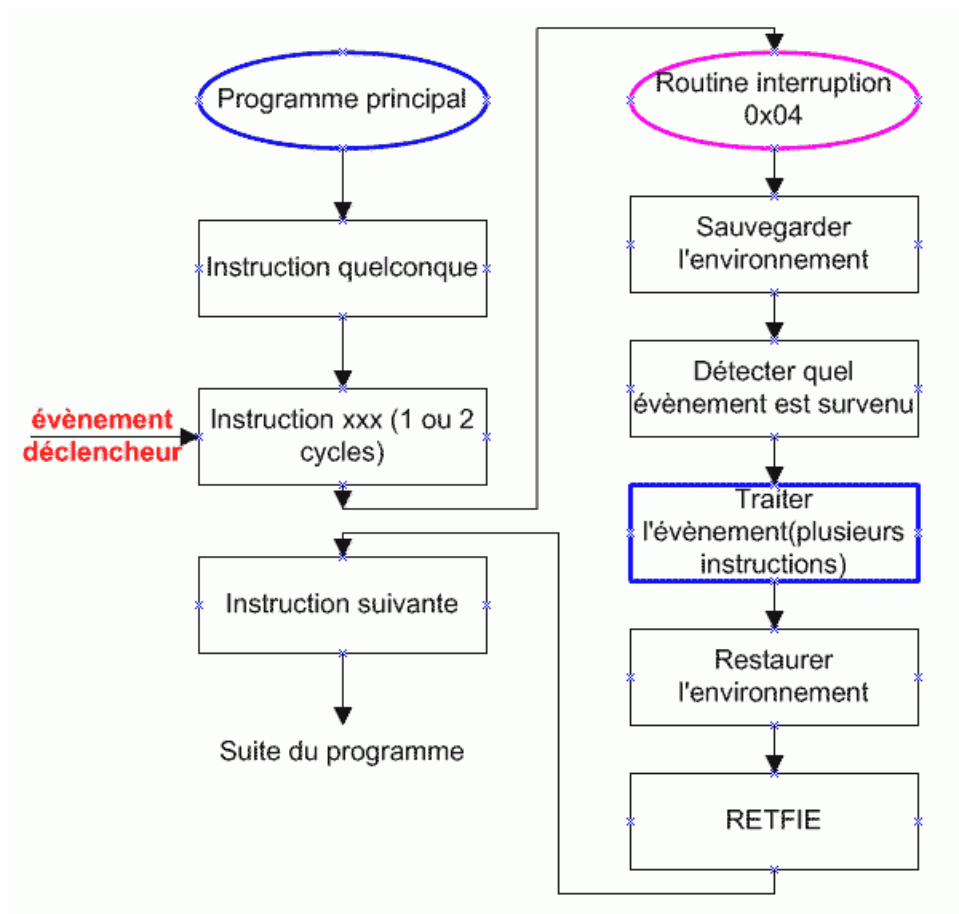 Programme principal
Instruction quelconque
évènement
déclencheur
Instruction xxx (1 ou 2
cycles)
Instruction suivante
Suite du programme
Routine interruption
0x04
Sauvegarder
l'environnement
Détecter quel
évènement est survenu
Traiter
l'évènement(plusieurs
instructions)
Restaurer
l'environnement
RETFIE